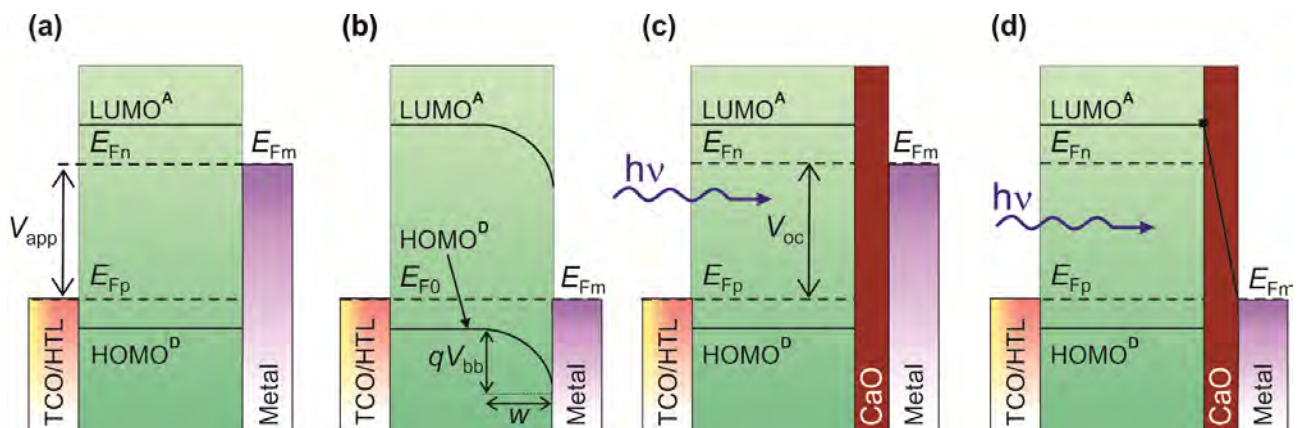 (a)
LUMO^A
E_Fn
E_Fm
V_app
E_Fp
HOMO^D
TCO/HTL
Metal
(b)
LUMO^A
HOMO^D
E_F0
E_Fm
qV_bb
w
TCO/HTL
Metal
(c)
LUMO^A
E_Fn
E_Fm
hν
V_oc
E_Fp
HOMO^D
TCO/HTL
CaO
Metal
(d)
LUMO^A
E_Fn
hν
E_Fp
E_Fm
HOMO^D
TCO/HTL
CaO
Metal